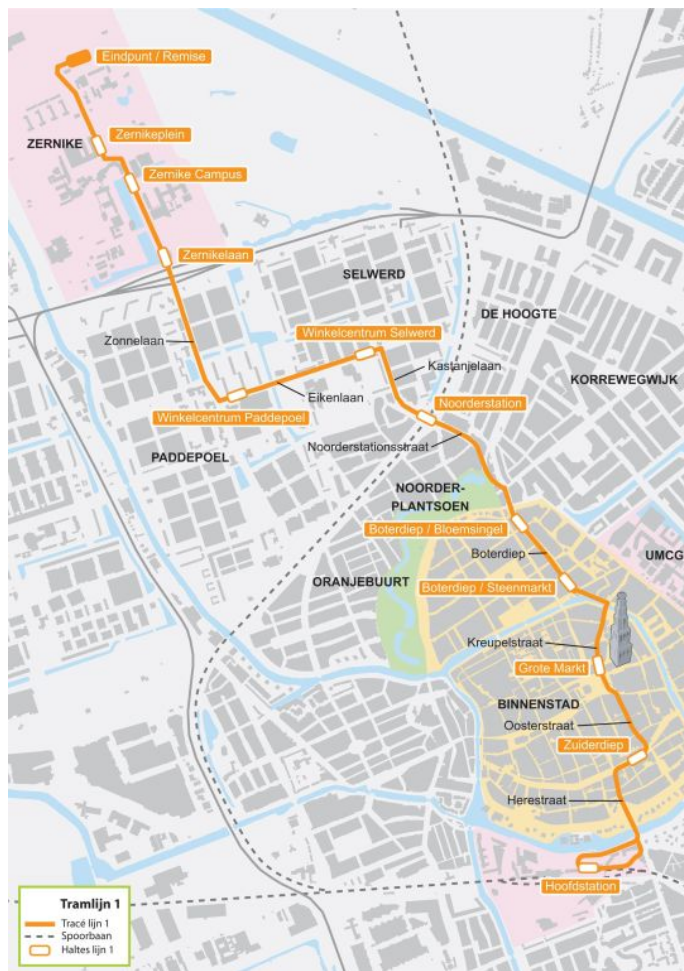 Eindpunt / Remise
ZERNIKE
Zernikeplein
Zernike Campus
Zernikelaan
SELWERD
DE HOOGTE
Zonnelaan
Winkelcentrum Selwerd
Kastanjelaan
KORREWEGWIJK
Eikenlaan
Winkelcentrum Paddepoel
Noorderstation
Noorderstationsstraat
PADDEPOEL
NOORDER-
PLANTSOEN
Boterdiep / Bloemsingel
Boterdiep
UMCG
ORANJEBUURT
Boterdiep / Steenmarkt
Kreupelstraat
Grote Markt
BINNENSTAD
Oosterstraat
Zuiderdiep
Herestraat
Hoofdstation
Tramlijn 1
Tracé lijn 1
Spoorbaan
Haltes lijn 1